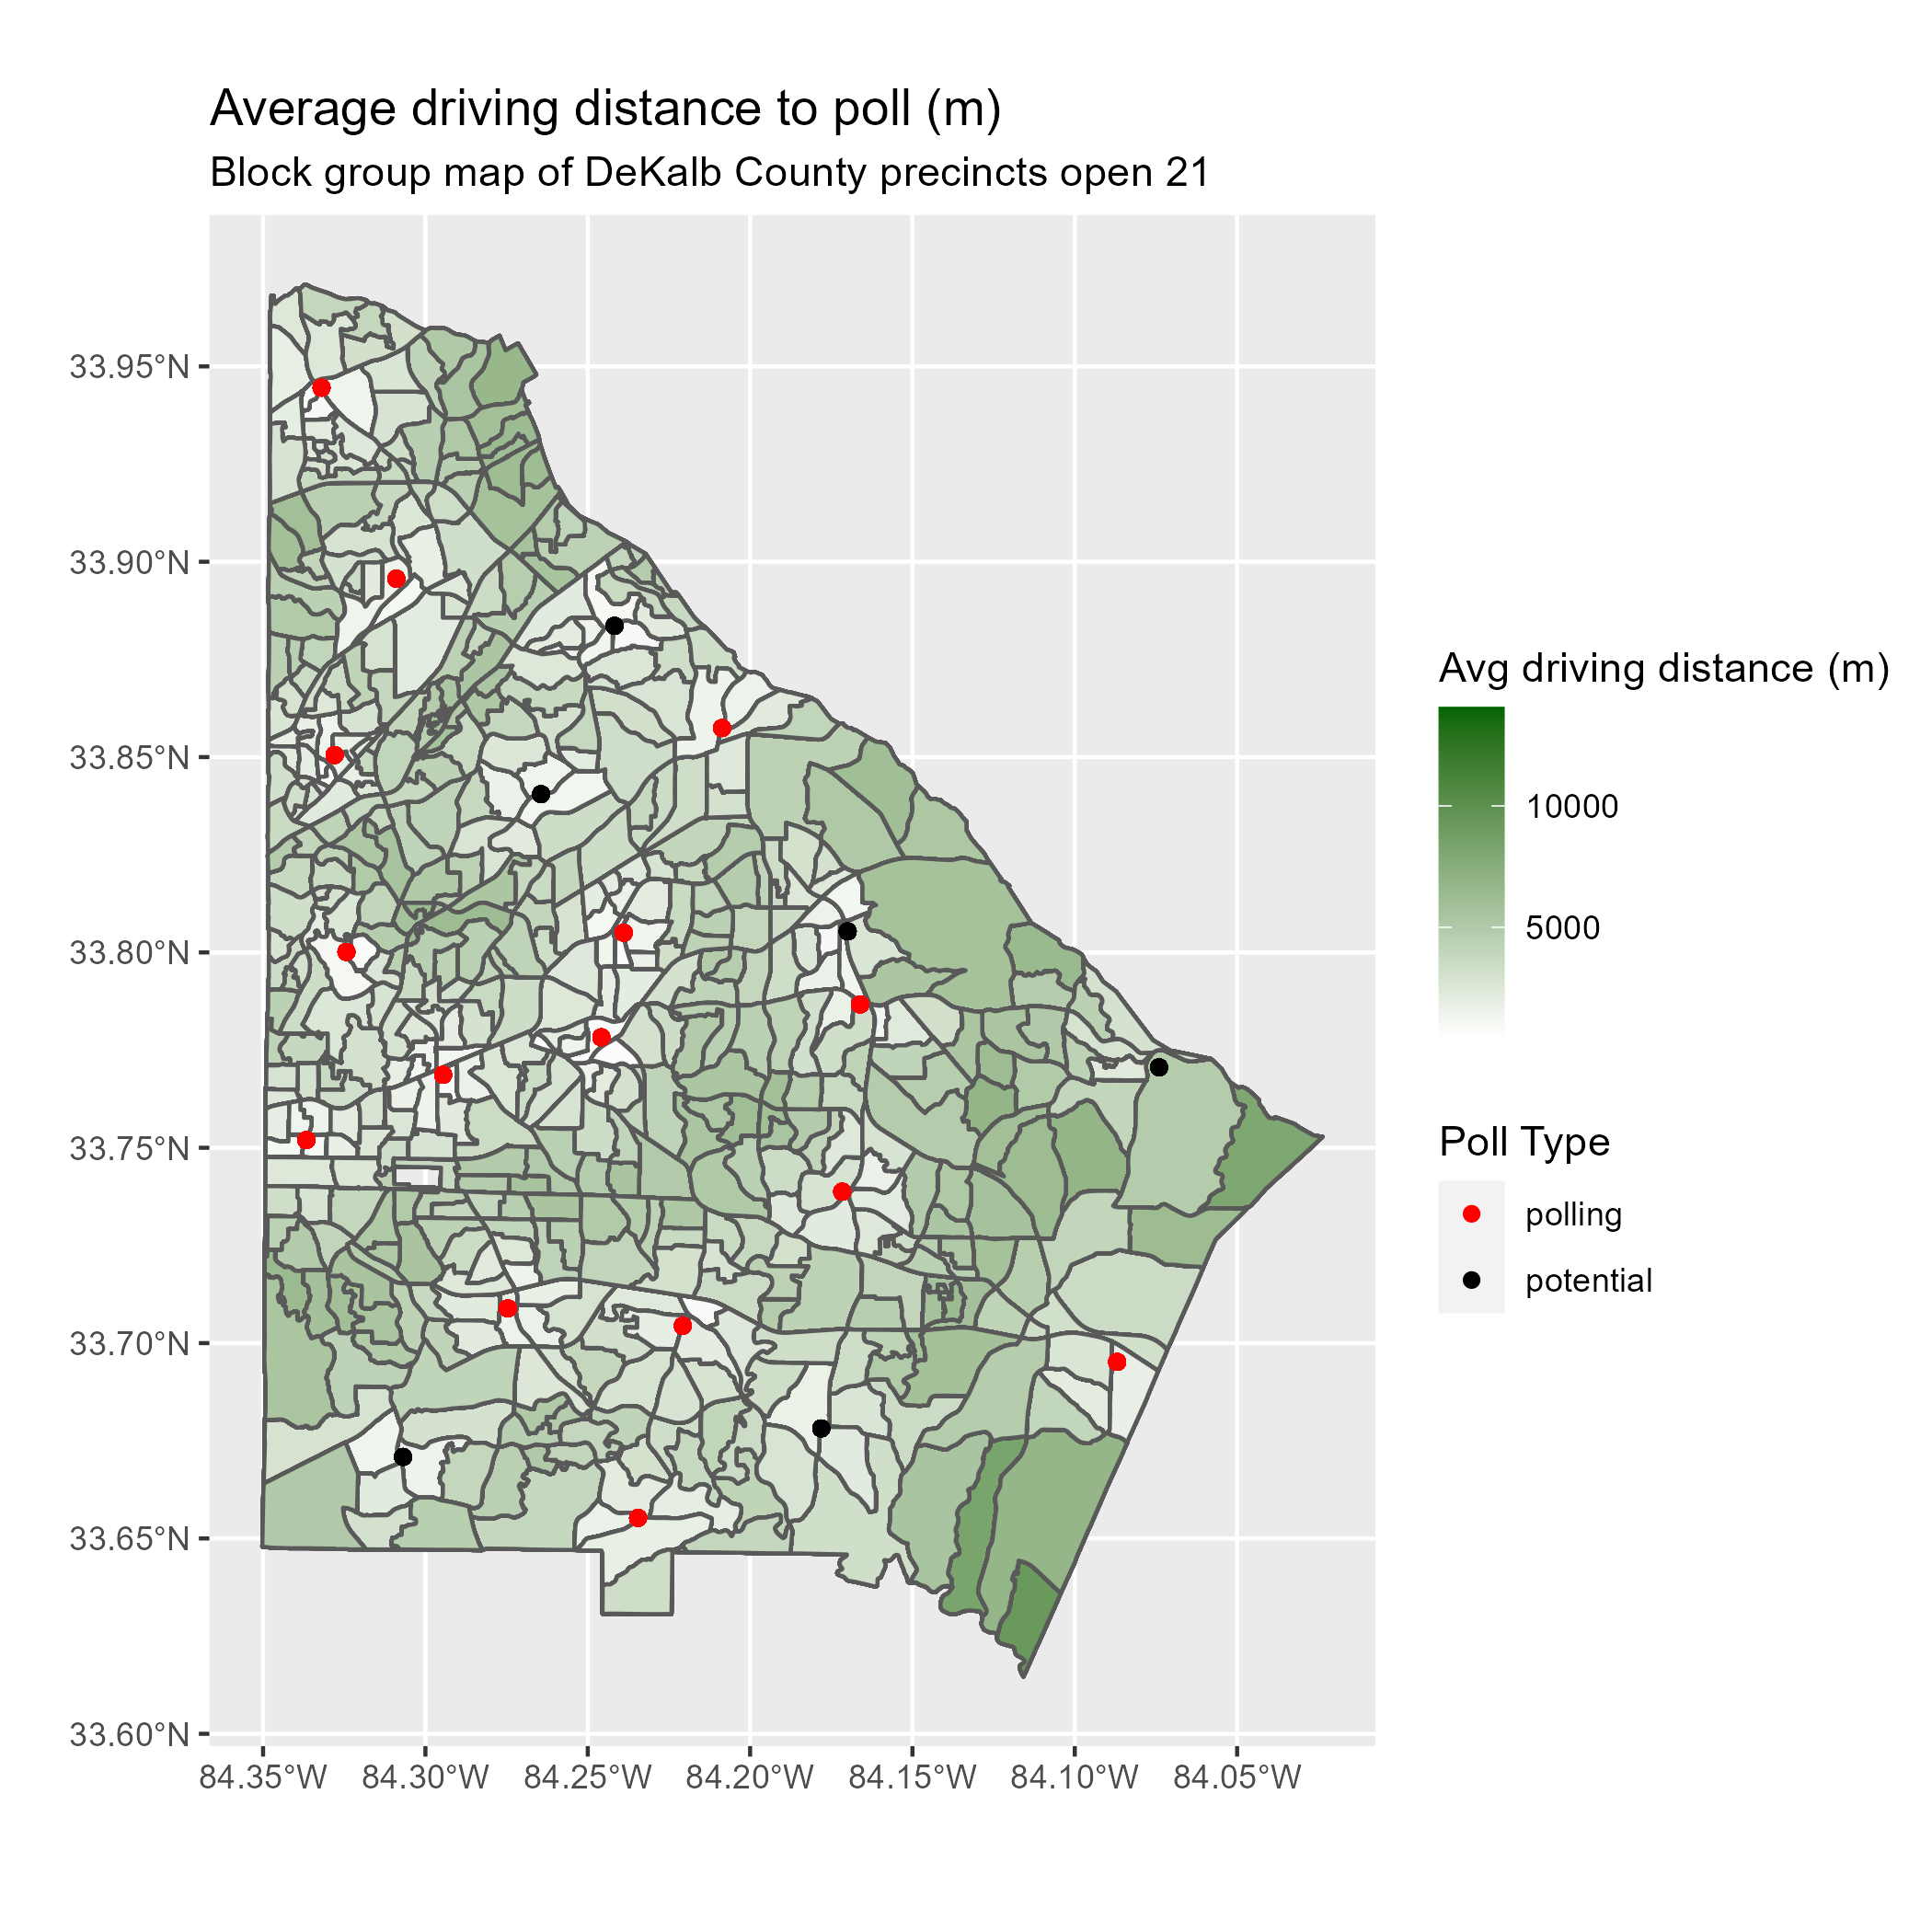 Average driving distance to poll (m)
Block group map of DeKalb County precincts open 21
33.95°N
33.90°N
33.85°N
33.80°N
33.75°N
33.70°N
33.65°N
33.60°N
84.35°W 84.30°W 84.25°W 84.20°W 84.15°W 84.10°W 84.05°W
Avg driving distance (m)
10000
5000
Poll Type
polling
potential